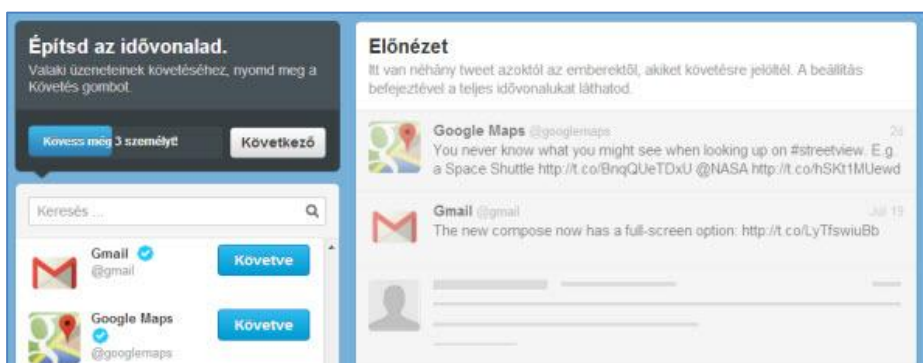 Építsd az idővonalad.
Valaki üzeneteinek követéséhez, nyomd meg a
Követés gombot.
Kövess még 3 személyt!
Következő
Keresés ...
Gmail
@gmail
Követve
Google Maps
@googlemaps
Követve
Előnézet
Itt van néhány tweet azoktól az emberektől, akiket követésre jelöltél. A beállítás
befejeztével a teljes idővonalukat láthatod.
Google Maps @googlemaps 2d
You never know what you might see when looking up on #streetview. E.g.
a Space Shuttle http://t.co/BnqQUeTDxU @NASA http://t.co/hSKt1MUewd
Gmail @gmail Jul 19
The new compose now has a full-screen option: http://t.co/LyTfswiuBb